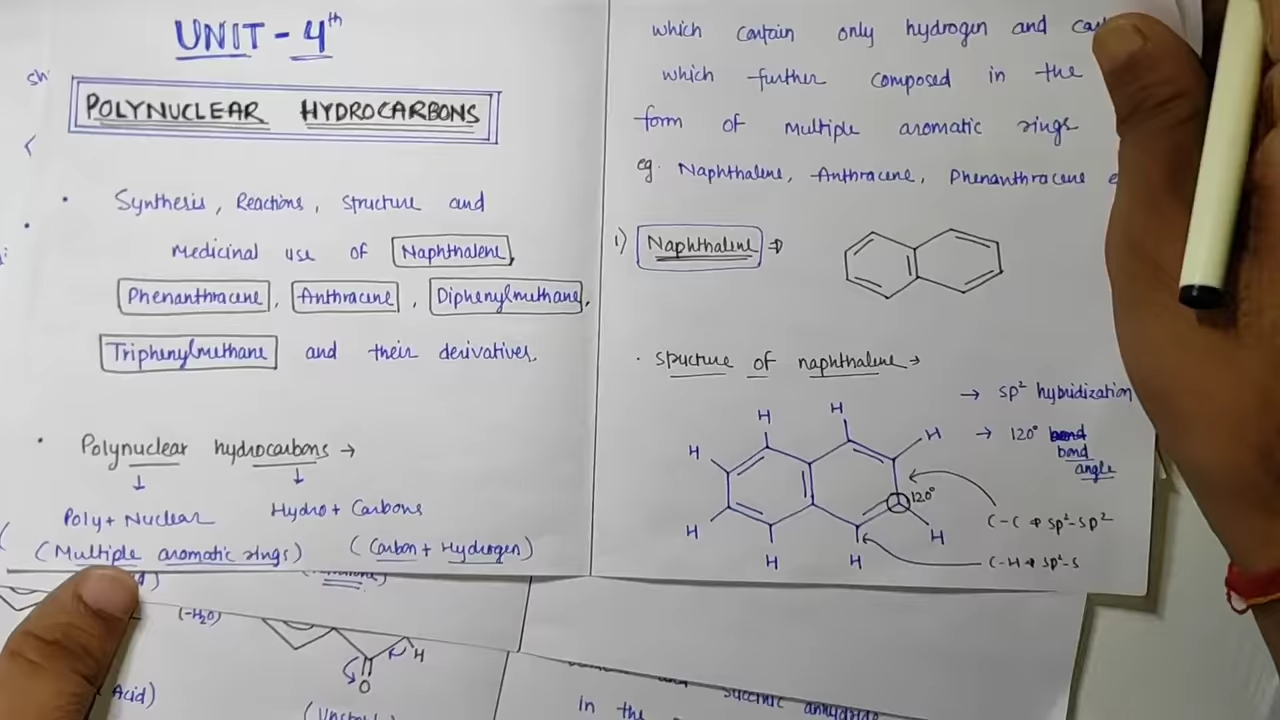 UNIT - 4th
POLYNUCLEAR HYDROCARBONS
• Synthesis, Reactions, structure and
medicinal use of Naphthalene,
Phenanthracene, Anthracene, Diphenylmethane,
Triphenylmethane and their derivatives.
• Polynuclear hydrocarbons →
↓ ↓
Poly + Nuclear Hydro + Carbons
(Multiple aromatic rings) (Carbon + Hydrogen)
(-H2O)
H
O
Acid)
which contain only hydrogen and
which further composed in the
form of multiple aromatic rings
eg. Naphthalene, Anthracene, Phenanthracene
1) Naphthalene ⇒
• structure of naphthalene →
→ sp² hybridization
→ 120° bond
bond
angle
H H H H H H H H
120°
C-C ⇒ sp²-sp²
C-H ⇒ sp²-s
succinic anhydride
In the